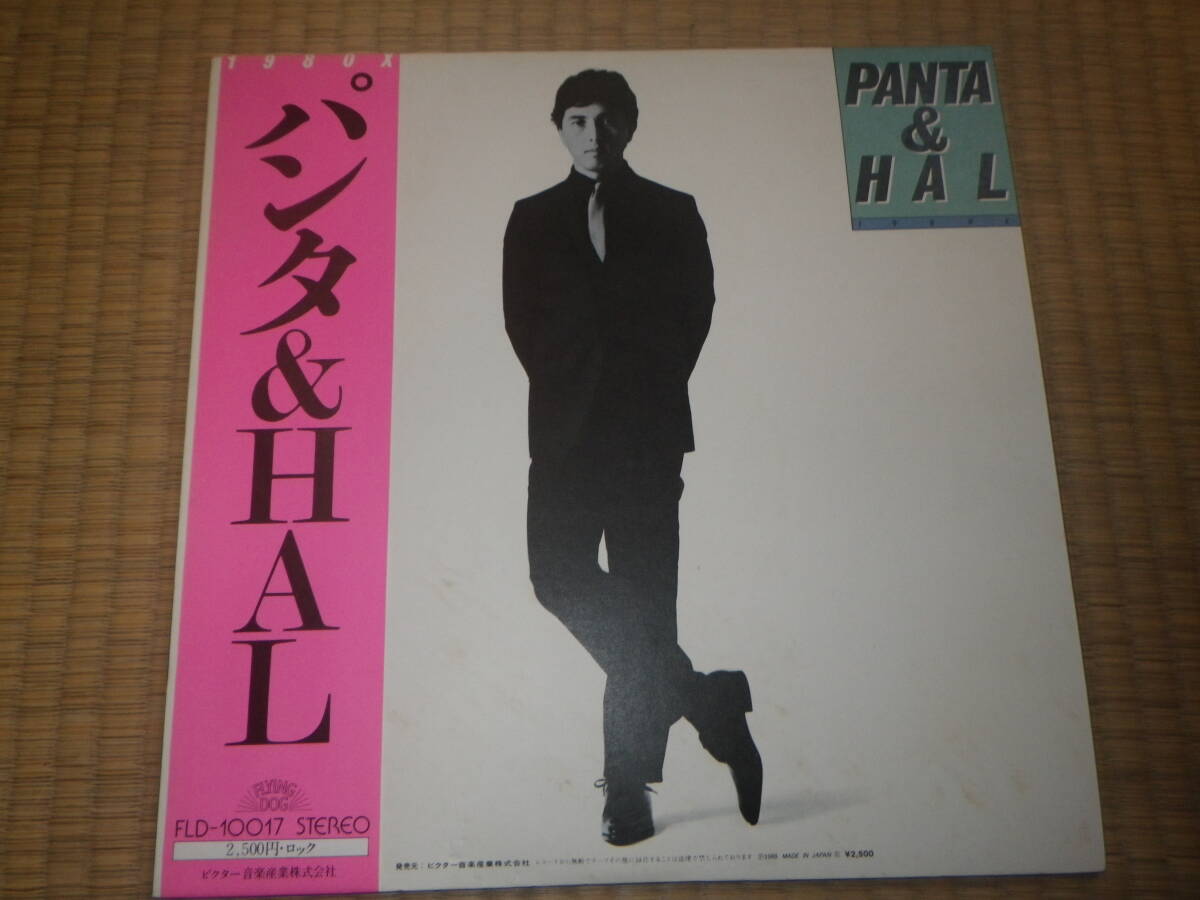 1980X
パンタ&HAL
FLYING
DOG
FLD-10017 STEREO
2,500円・ロック
ビクター音楽産業株式会社
PANTA
&
HAL
発売元：ビクター音楽産業株式会社
MADE IN JAPAN
¥2,500